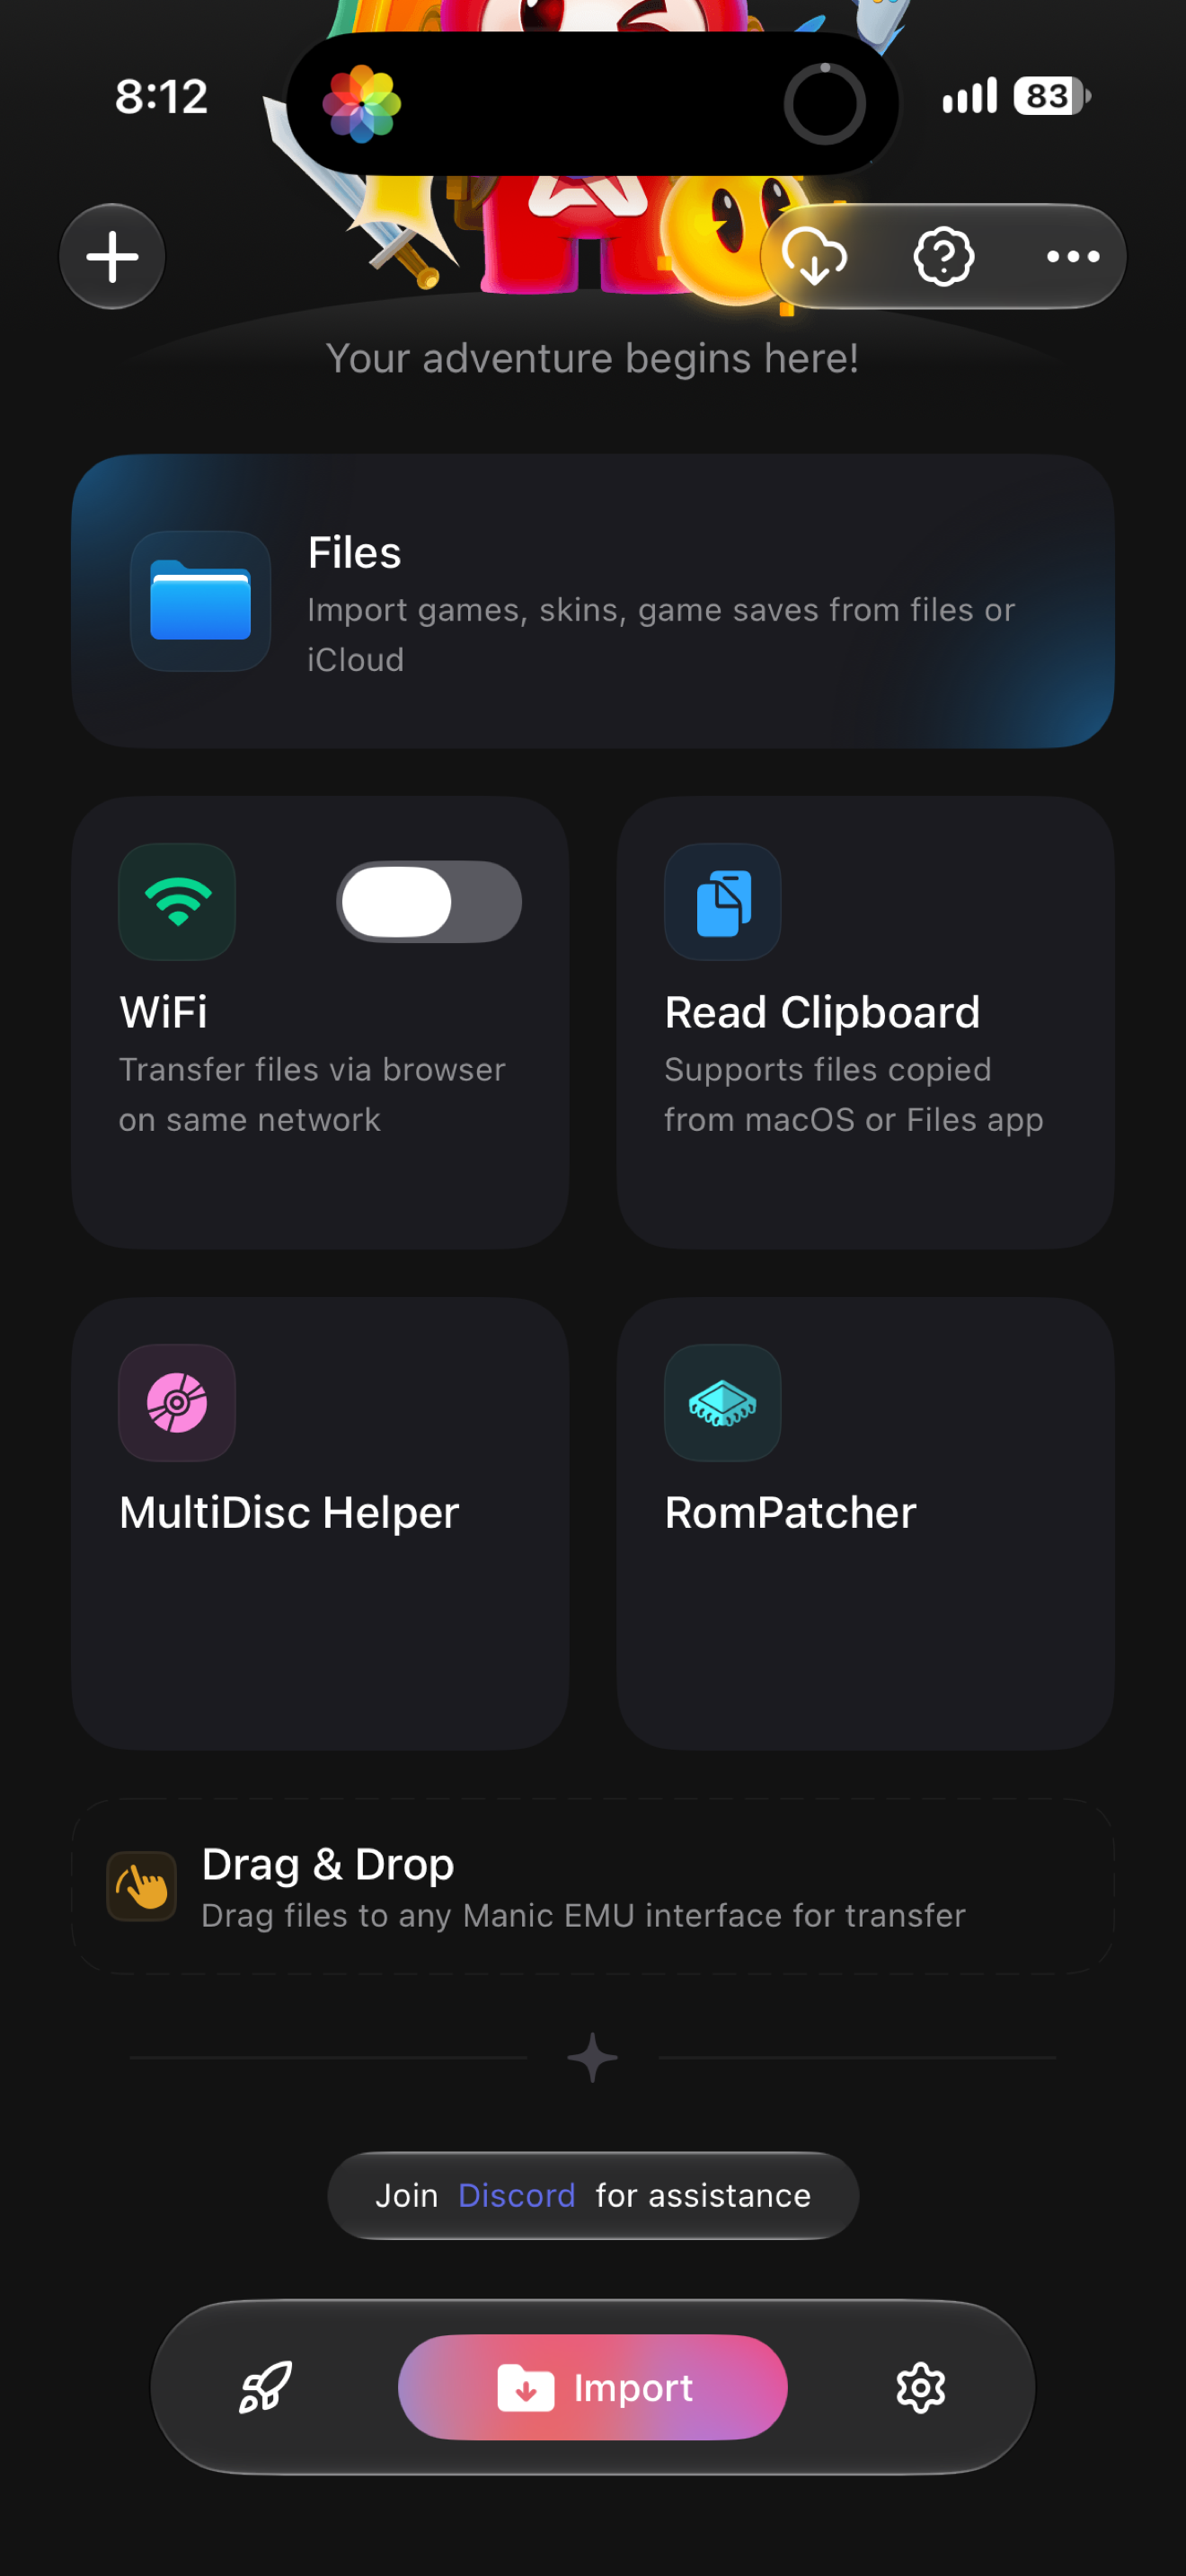 8:12
83
Your adventure begins here!
Files
Import games, skins, game saves from files or
iCloud
WiFi
Transfer files via browser
on same network
Read Clipboard
Supports files copied
from macOS or Files app
MultiDisc Helper
RomPatcher
Drag & Drop
Drag files to any Manic EMU interface for transfer
Join Discord for assistance
Import